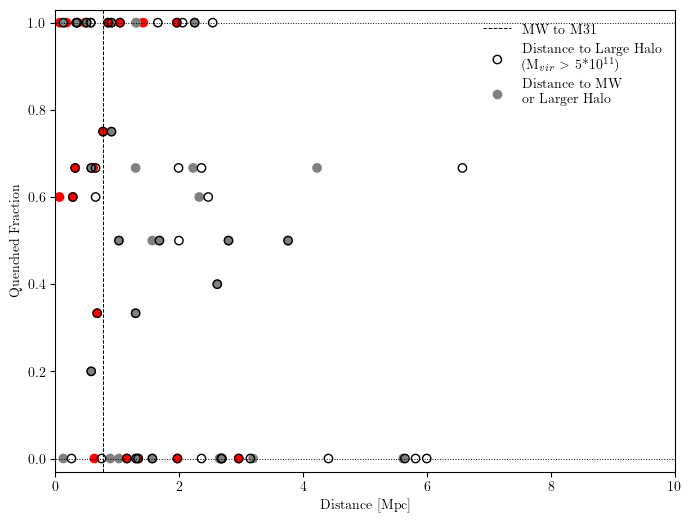 1.0
0.8
0.6
0.4
0.2
0.0
Quenched Fraction
MW to M31
Distance to Large Halo
(M_{vir} > 5*10^{11})
Distance to MW
or Larger Halo
0 2 4 6 8 10
Distance [Mpc]